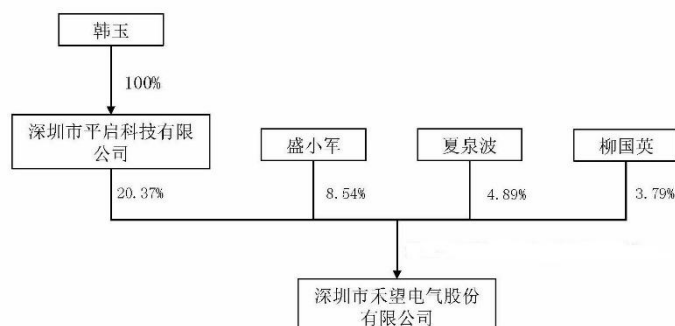 韩玉
100%
深圳市平启科技有限
公司
盛小军
夏泉波
柳国英
20.37%
8.54%
4.89%
3.79%
深圳市禾望电气股份
有限公司